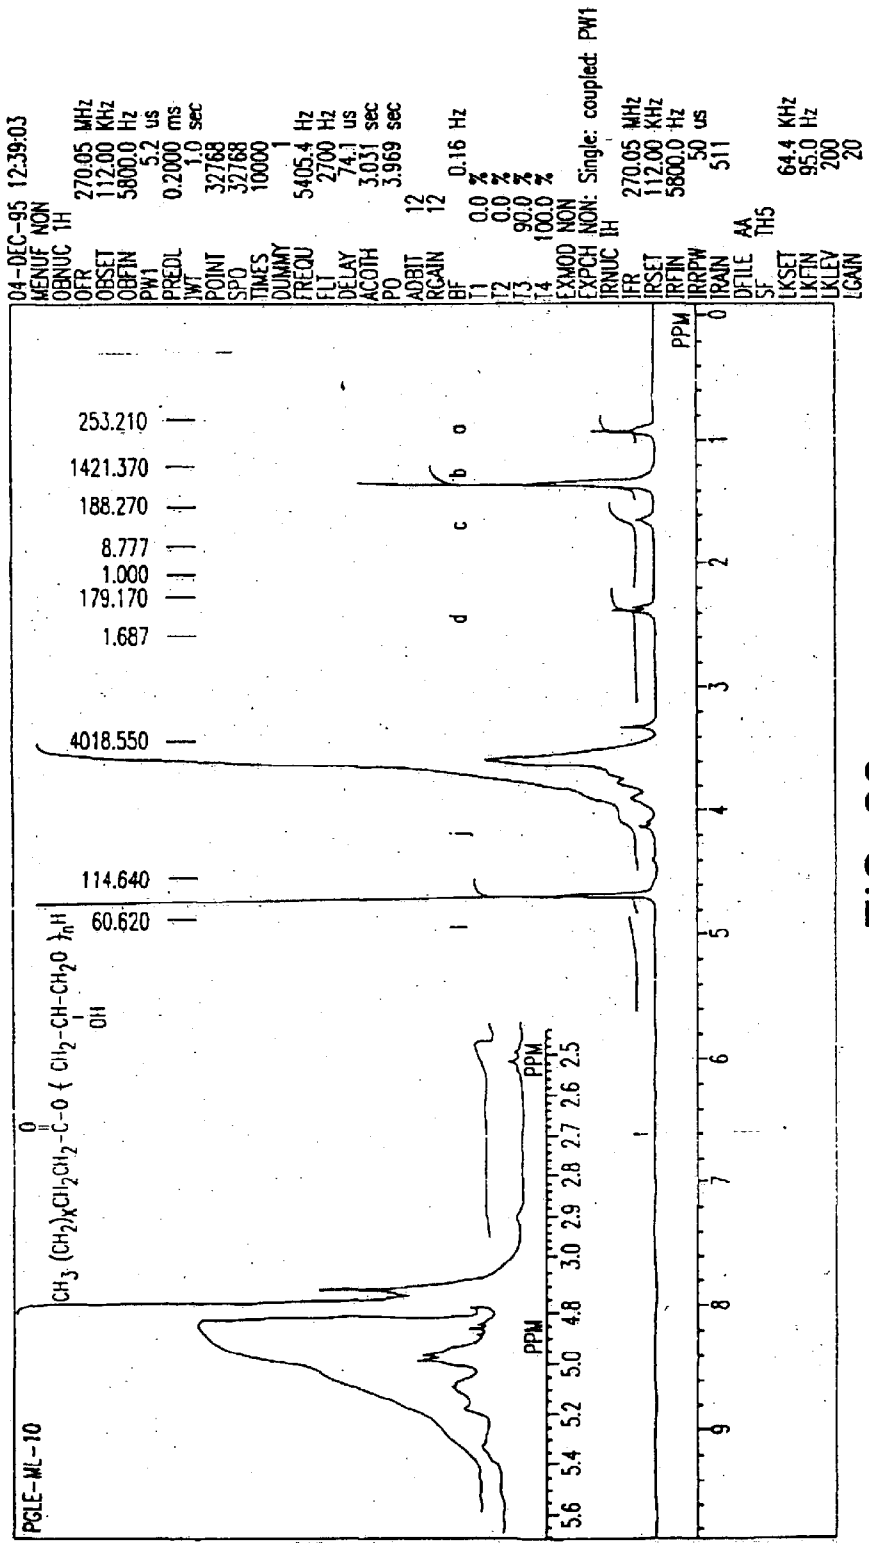 04-DEC-95 12:39:03
MENUF NON
OBNUC 1H
OFR 270.05 MHz
OBSET 112.00 KHz
OBFIN 5800.0 Hz
PW1 5.2 us
PREDL 0.2000 ms
IWT 1.0 sec
POINT 32768
SPO 32768
TIMES 10000
DUMMY 1
FREQU 5405.4 Hz
FLT 2700 Hz
DELAY 74.1 us
ACQTH 3.031 sec
PO 3.969 sec
ADBIT 12
RGAIN 12
BF 0.16 Hz
T1 0.0 %
T2 0.0 %
T3 90.0 %
T4 100.0 %
EXMOD NON
EXPCH NON: Single: coupled: PW1
IRNUC 1H
IFR 270.05 MHz
IRSET 112.00 KHz
IRFIN 5800.0 Hz
IRRPW 50 us
IRAIN 511
DFILE AA
SF TH5
LKSET 64.4 KHz
LKFIN 95.0 Hz
LKLEV 200
LGAIN 20
PGLE-ML-10
O
CH3 (CH2)xCH2CH2-C-O { CH2-CH-CH2O }nH
OH
60.620 114.640 4018.550 1.687 179.170 1.000 8.777 188.270 1421.370 253.210
i j d c b a
5.6 5.4 5.2 5.0 PPM 4.8 3.0 2.9 2.8 2.7 2.6 PPM 2.5
9 8 7 6 5 4 3 2 1 PPM 0